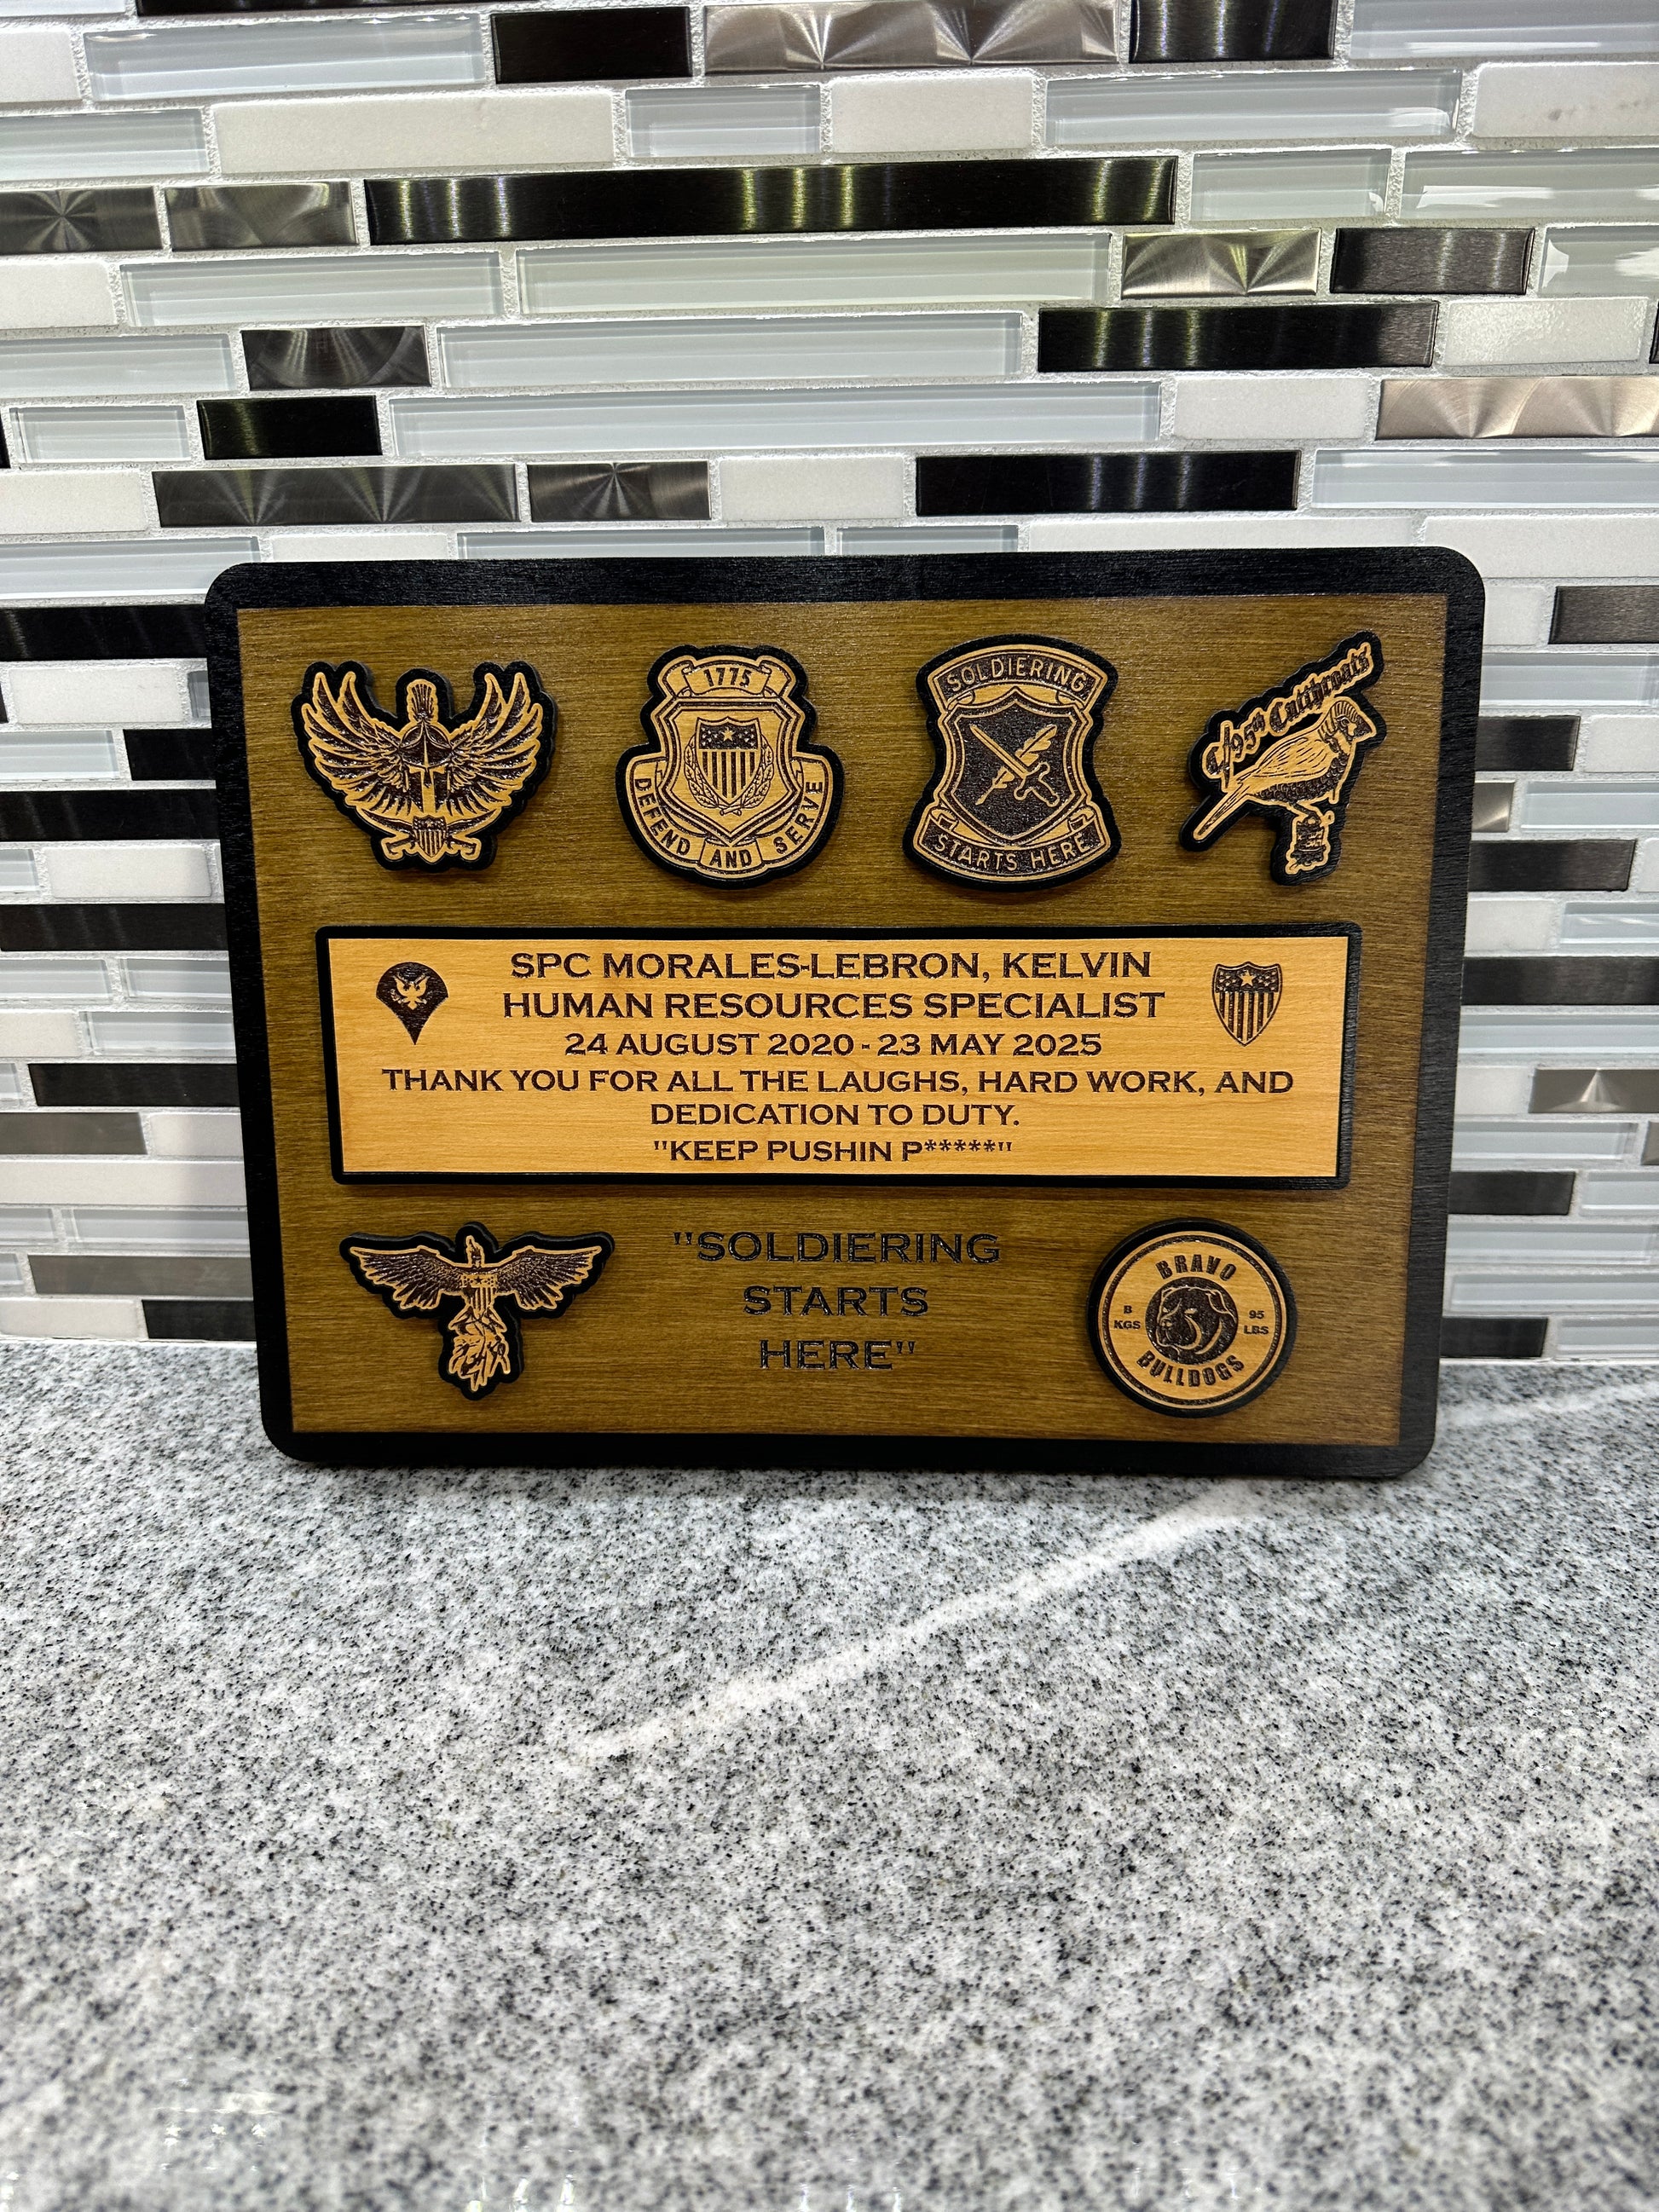 1775
DEFEND AND SERVE
SOLDIERING
STARTS HERE
1/95th Cutthroats
SPC MORALES-LEBRON, KELVIN
HUMAN RESOURCES SPECIALIST
24 AUGUST 2020 - 23 MAY 2025
THANK YOU FOR ALL THE LAUGHS, HARD WORK, AND
DEDICATION TO DUTY.
"KEEP PUSHIN P*****"
"SOLDIERING
STARTS
HERE"
BRAVO
B
KGS
95
LBS
BULLDOGS